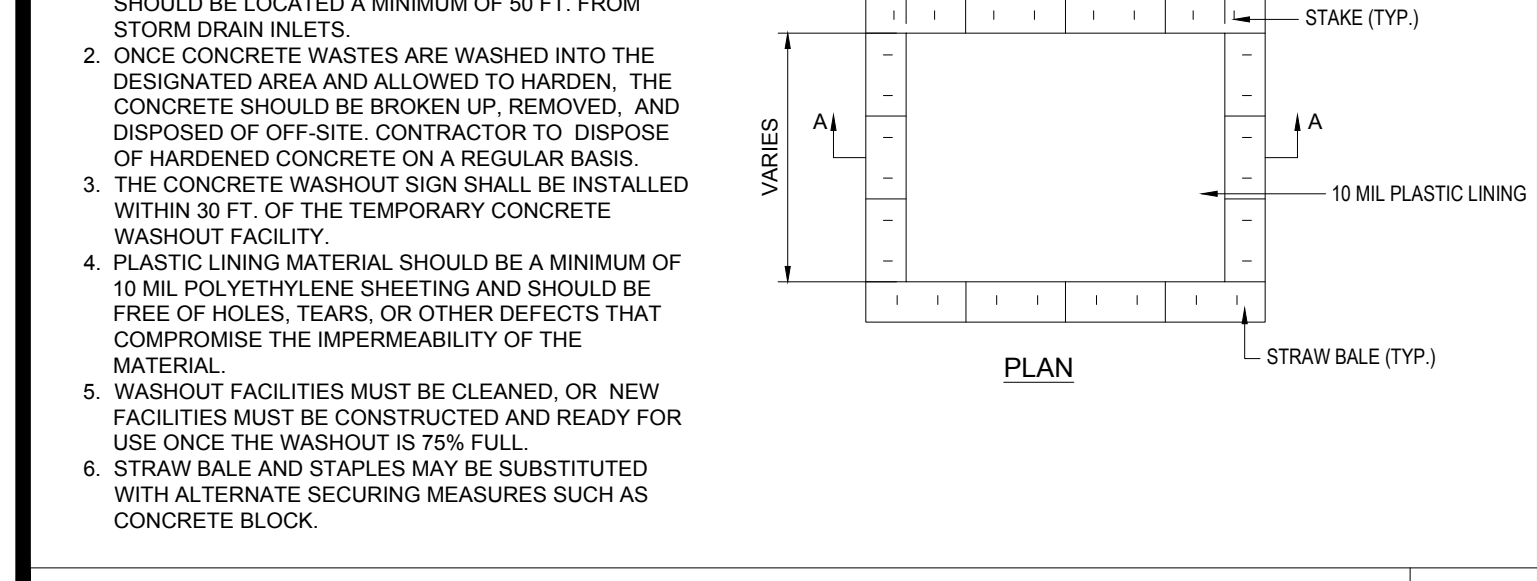 SHOULD BE LOCATED A MINIMUM OF 50 FT. FROM
STORM DRAIN INLETS.
2. ONCE CONCRETE WASTES ARE WASHED INTO THE
DESIGNATED AREA AND ALLOWED TO HARDEN, THE
CONCRETE SHOULD BE BROKEN UP, REMOVED, AND
DISPOSED OF OFF-SITE. CONTRACTOR TO DISPOSE
OF HARDENED CONCRETE ON A REGULAR BASIS.
3. THE CONCRETE WASHOUT SIGN SHALL BE INSTALLED
WITHIN 30 FT. OF THE TEMPORARY CONCRETE
WASHOUT FACILITY.
4. PLASTIC LINING MATERIAL SHOULD BE A MINIMUM OF
10 MIL POLYETHYLENE SHEETING AND SHOULD BE
FREE OF HOLES, TEARS, OR OTHER DEFECTS THAT
COMPROMISE THE IMPERMEABILITY OF THE
MATERIAL.
5. WASHOUT FACILITIES MUST BE CLEANED, OR NEW
FACILITIES MUST BE CONSTRUCTED AND READY FOR
USE ONCE THE WASHOUT IS 75% FULL.
6. STRAW BALE AND STAPLES MAY BE SUBSTITUTED
WITH ALTERNATE SECURING MEASURES SUCH AS
CONCRETE BLOCK.
STAKE (TYP.)
VARIES
A
A
10 MIL PLASTIC LINING
STRAW BALE (TYP.)
PLAN